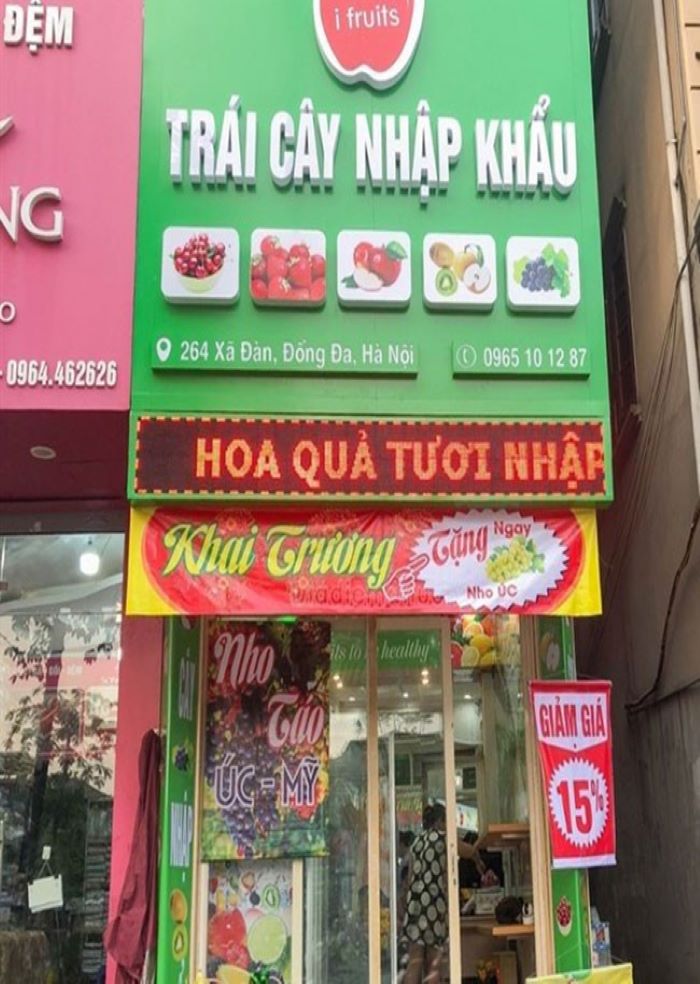 ĐỆM
NG
0964.462626
i fruits
TRÁI CÂY NHẬP KHẨU
264 Xã Đàn, Đống Đa, Hà Nội
0965 10 12 87
HOA QUẢ TƯƠI NHẬP
Khai Trương
Tặng Ngay
Nho ÚC
healthy
Nho
Táo
ÚC - MỸ
CÂY
NHẬP
GIẢM GIÁ
15%